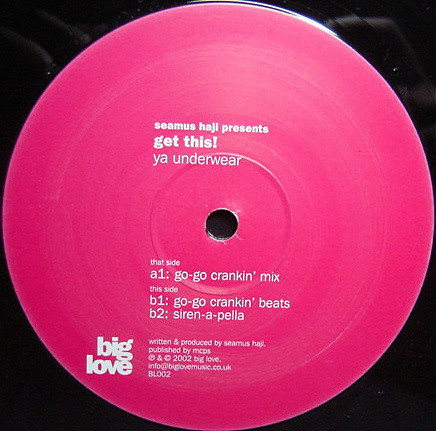 seamus haji presents
get this!
ya underwear
that side
a1: go-go crankin' mix
this side
b1: go-go crankin' beats
b2: siren-a-pella
big
love
written & produced by seamus haji.
published by mcps
℗ & © 2002 big love.
info@biglovemusic.co.uk
BL002